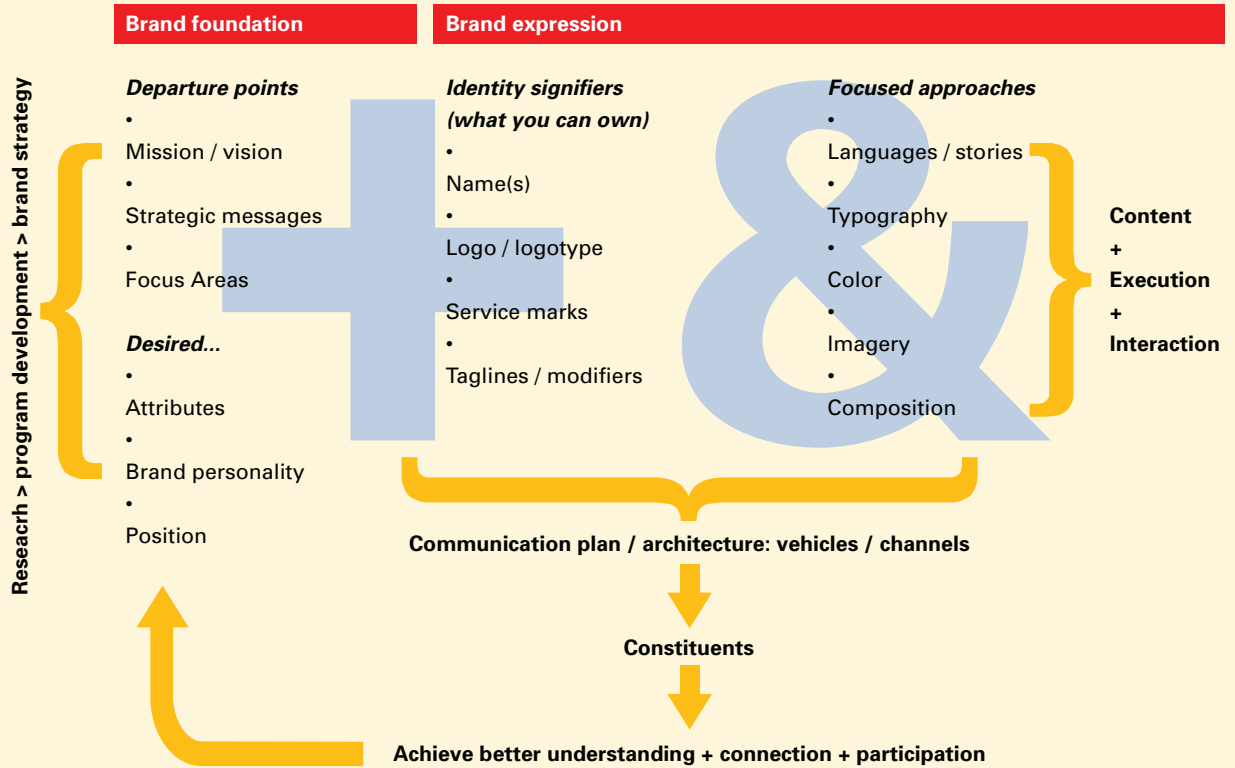 Brand foundation
Brand expression
Reseacrh > program development > brand strategy
Departure points
•
Mission / vision
•
Strategic messages
•
Focus Areas
Desired...
•
Attributes
•
Brand personality
•
Position
+
Identity signifiers
(what you can own)
•
Name(s)
•
Logo / logotype
•
Service marks
•
Taglines / modifiers
&
Focused approaches
•
Languages / stories
•
Typography
•
Color
•
Imagery
•
Composition
Content
+
Execution
+
Interaction
Communication plan / architecture: vehicles / channels
Constituents
Achieve better understanding + connection + participation